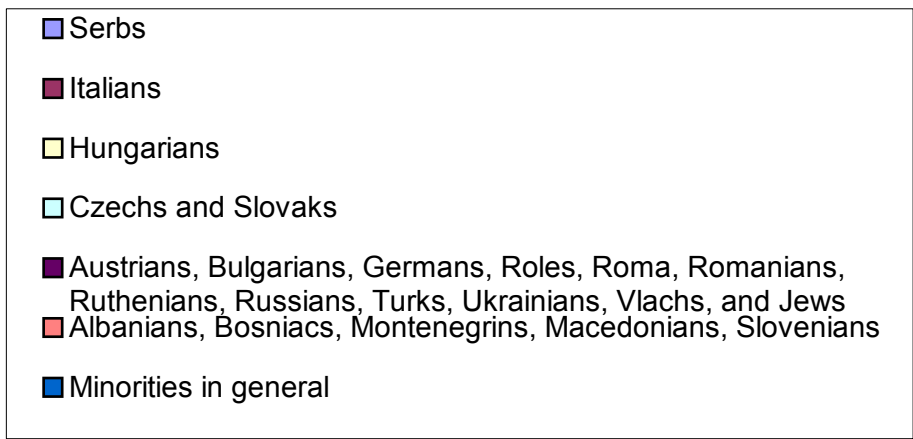 Serbs
Italians
Hungarians
Czechs and Slovaks
Austrians, Bulgarians, Germans, Roles, Roma, Romanians,
Ruthenians, Russians, Turks, Ukrainians, Vlachs, and Jews
Albanians, Bosniacs, Montenegrins, Macedonians, Slovenians
Minorities in general